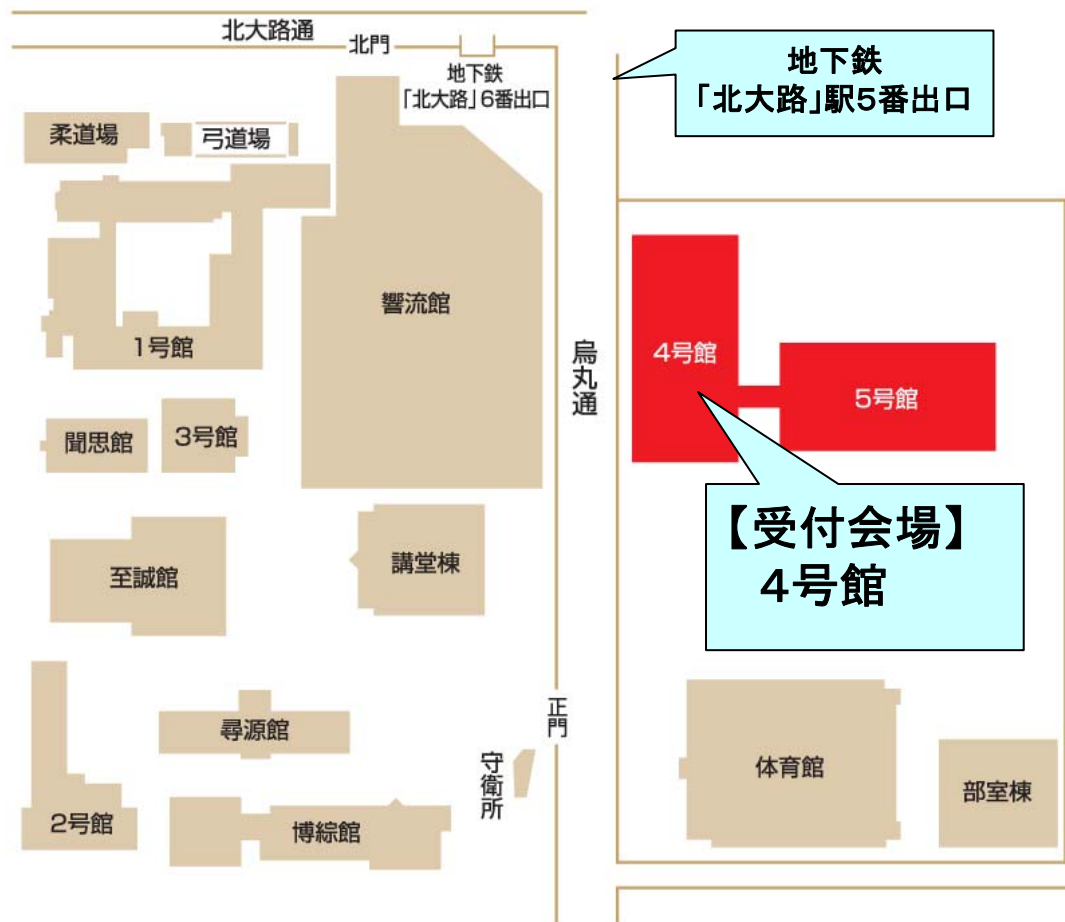 北大路通
北門
地下鉄
「北大路」6番出口
地下鉄
「北大路」駅5番出口
柔道場
弓道場
響流館
1号館
烏丸通
4号館
5号館
聞思館
3号館
【受付会場】
4号館
至誠館
講堂棟
尋源館
正門
守衛所
体育館
部室棟
2号館
博綜館